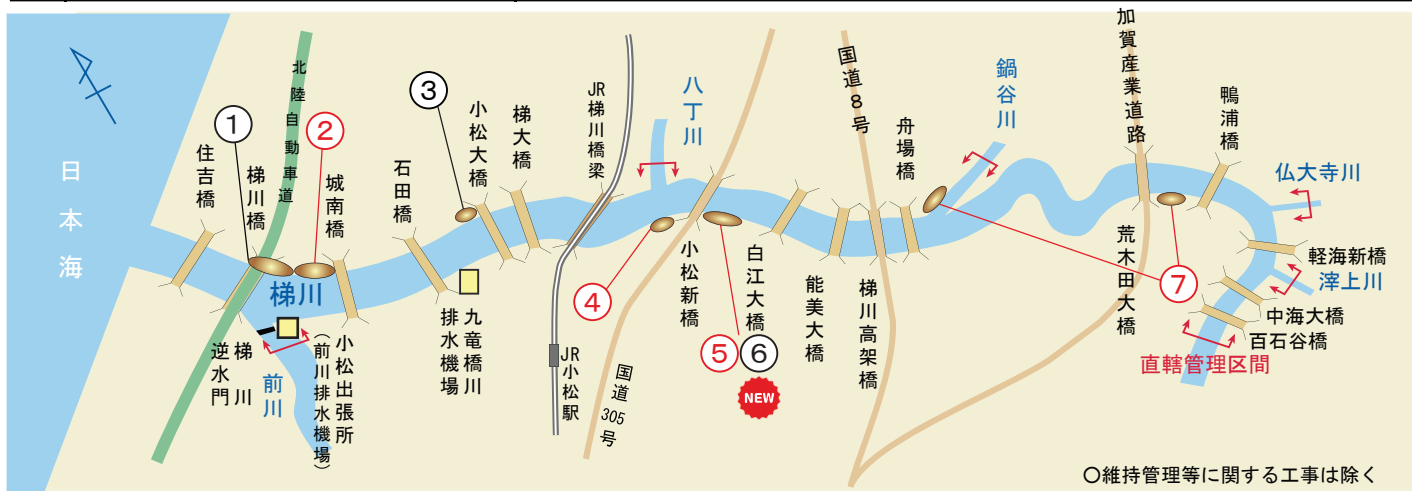 日本海
住吉橋
①
梯川橋
北陸自動車道
②
城南橋
梯川
梯川
逆水門
前川
小松出張所
(前川排水機場)
石田橋
③
小松大橋
梯大橋
九竜橋川
排水機場
JR梯川橋梁
JR小松駅
八丁川
④
国道305号
小松新橋
⑤
⑥
NEW
白江大橋
能美大橋
国道8号
梯川高架橋
舟場橋
鍋谷川
加賀産業道路
荒木田大橋
鴨浦橋
⑦
仏大寺川
軽海新橋
滓上川
中海大橋
百石谷橋
直轄管理区間
〇維持管理等に関する工事は除く